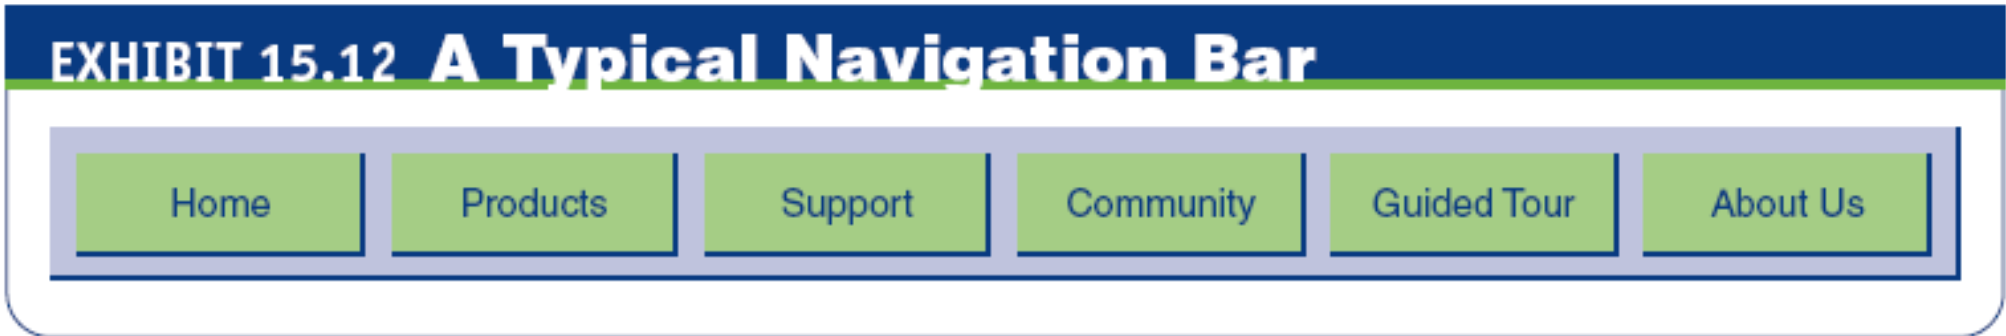 EXHIBIT 15.12 A Typical Navigation Bar
Home Products Support Community Guided Tour About Us